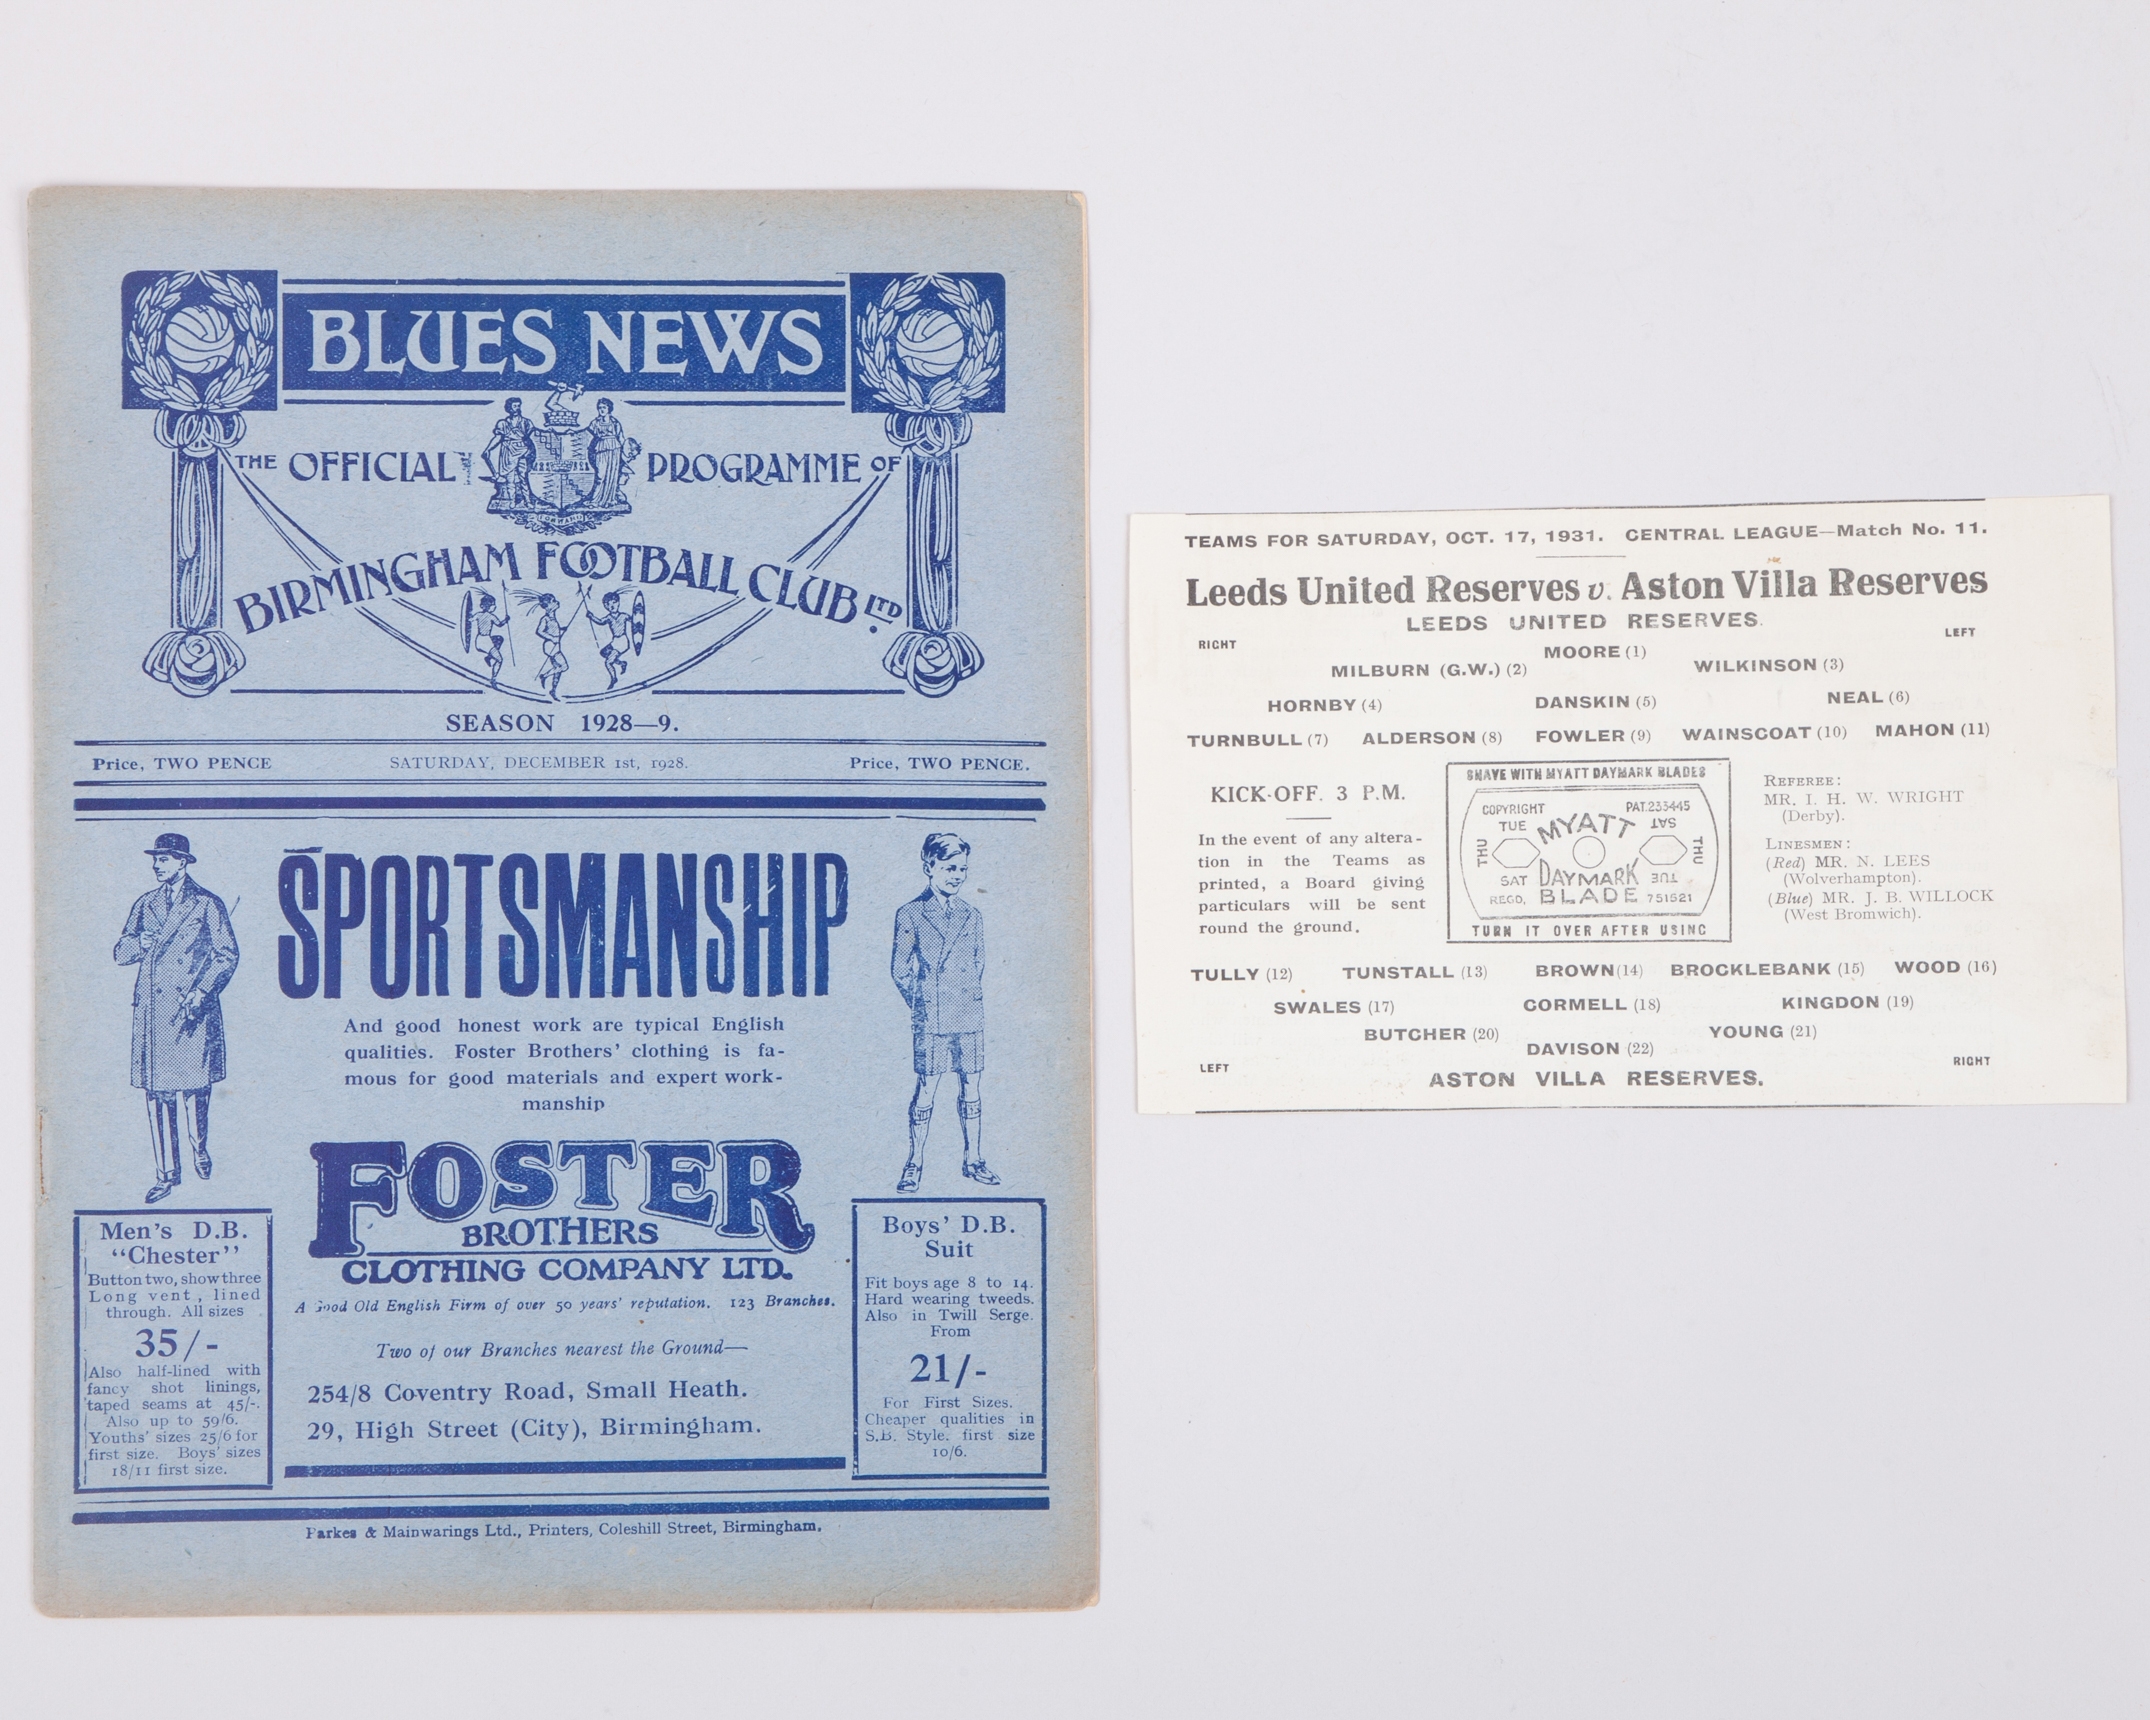 BLUES NEWS
THE OFFICIAL PROGRAMME OF
FORWARD
BIRMINGHAM FOOTBALL CLUB LTD.
SEASON 1928—9.
Price, TWO PENCE SATURDAY, DECEMBER 1st, 1928. Price, TWO PENCE.
SPORTSMANSHIP
And good honest work are typical English
qualities. Foster Brothers' clothing is fa-
mous for good materials and expert work-
manship
FOSTER
BROTHERS
CLOTHING COMPANY LTD.
A Good Old English Firm of over 50 years' reputation. 123 Branches.
Two of our Branches nearest the Ground—
254/8 Coventry Road, Small Heath.
29, High Street (City), Birmingham.
Men's D.B.
"Chester"
Button two, show three
Long vent, lined
through. All sizes
35/-
Also half-lined with
fancy shot linings,
taped seams at 45/-.
Also up to 59/6.
Youths' sizes 25/6 for
first size. Boys' sizes
18/11 first size.
Boys' D.B.
Suit
Fit boys age 8 to 14.
Hard wearing tweeds.
Also in Twill Serge.
From
21/-
For First Sizes.
Cheaper qualities in
S.B. Style. first size
10/6.
Parkes & Mainwarings Ltd., Printers, Coleshill Street, Birmingham.
TEAMS FOR SATURDAY, OCT. 17, 1931. CENTRAL LEAGUE—Match No. 11.
Leeds United Reserves v. Aston Villa Reserves
LEEDS UNITED RESERVES.
RIGHT LEFT
MOORE (1)
MILBURN (G.W.) (2) WILKINSON (3)
HORNBY (4) DANSKIN (5) NEAL (6)
TURNBULL (7) ALDERSON (8) FOWLER (9) WAINSCOAT (10) MAHON (11)
KICK-OFF. 3 P.M.
In the event of any altera-
tion in the Teams as
printed, a Board giving
particulars will be sent
round the ground.
SHAVE WITH MYATT DAYMARK BLADES
COPYRIGHT PAT.233445
TUE MYATT SAT
THU THU
SAT DAYMARK TUE
REGD. BLADE 751521
TURN IT OVER AFTER USING
REFEREE:
MR. I. H. W. WRIGHT
(Derby).
LINESMEN:
(Red) MR. N. LEES
(Wolverhampton).
(Blue) MR. J. B. WILLOCK
(West Bromwich).
TULLY (12) TUNSTALL (13) BROWN (14) BROCKLEBANK (15) WOOD (16)
SWALES (17) CORMELL (18) KINGDON (19)
BUTCHER (20) YOUNG (21)
DAVISON (22)
LEFT RIGHT
ASTON VILLA RESERVES.